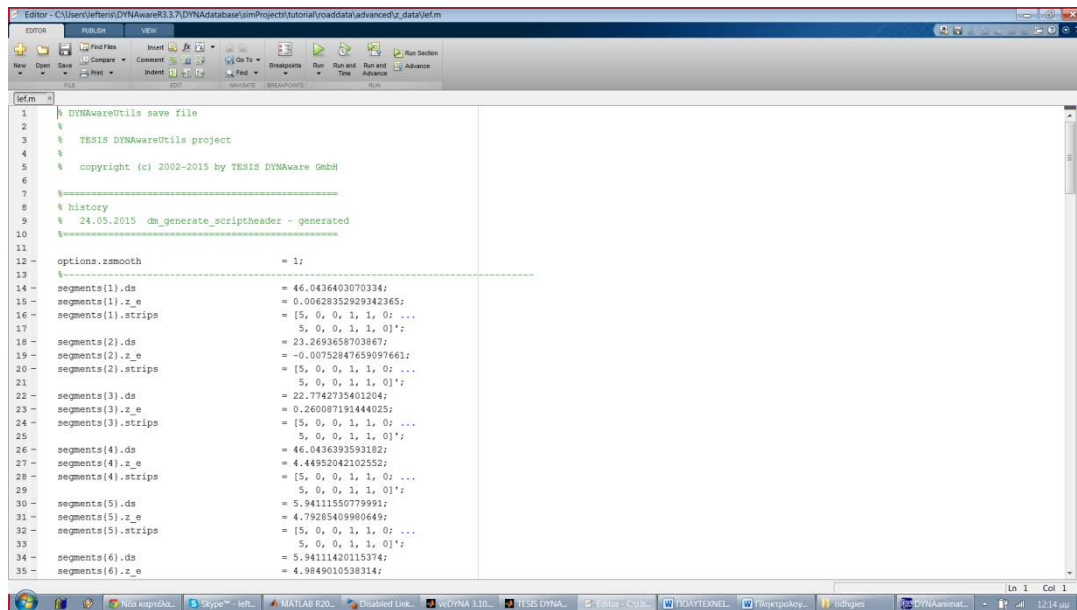 Editor - C:\Users\lefteris\DYNAwareR3.3.7\DYNAdatabase\simProjects\tutorial\roaddata\advanced\z_data\lef.m
EDITOR PUBLISH VIEW
New Open Save Find Files Compare Print Insert Comment Indent Go To Find Breakpoints Run Run and Time Run and Advance Run Section Advance
FILE EDIT NAVIGATE BREAKPOINTS RUN
lef.m
1 % DYNAwareUtils save file
2 %
3 % TESIS DYNAwareUtils project
4 %
5 % copyright (c) 2002-2015 by TESIS DYNAware GmbH
6
7 %==================================================
8 % history
9 % 24.05.2015 dm_generate_scriptheader - generated
10 %==================================================
11
12 - options.zsmooth = 1;
13 %--------------------------------------------------------------------------------------
14 - segments{1}.ds = 46.0436403070334;
15 - segments{1}.z_e = 0.00628352929342365;
16 - segments{1}.strips = [5, 0, 0, 1, 1, 0; ...
17 5, 0, 0, 1, 1, 0]';
18 - segments{2}.ds = 23.2693658703867;
19 - segments{2}.z_e = -0.00752847659097661;
20 - segments{2}.strips = [5, 0, 0, 1, 1, 0; ...
21 5, 0, 0, 1, 1, 0]';
22 - segments{3}.ds = 22.7742735401204;
23 - segments{3}.z_e = 0.260087191444025;
24 - segments{3}.strips = [5, 0, 0, 1, 1, 0; ...
25 5, 0, 0, 1, 1, 0]';
26 - segments{4}.ds = 46.0436393593182;
27 - segments{4}.z_e = 4.44952042102552;
28 - segments{4}.strips = [5, 0, 0, 1, 1, 0; ...
29 5, 0, 0, 1, 1, 0]';
30 - segments{5}.ds = 5.94111550779991;
31 - segments{5}.z_e = 4.79285409980649;
32 - segments{5}.strips = [5, 0, 0, 1, 1, 0; ...
33 5, 0, 0, 1, 1, 0]';
34 - segments{6}.ds = 5.94111420115374;
35 - segments{6}.z_e = 4.9849010538314;
Ln 1 Col 1
Νέα καρτέλα... Skype™ - left... MATLAB R20... Disabled Link... veDYNA 3.10... TESIS DYNA... Editor - C:\Us... ΠΟΛΥΤΕΧΝΕΙ... Πληκτρολογ... odigies DYNAanimat... 12:14 μμ